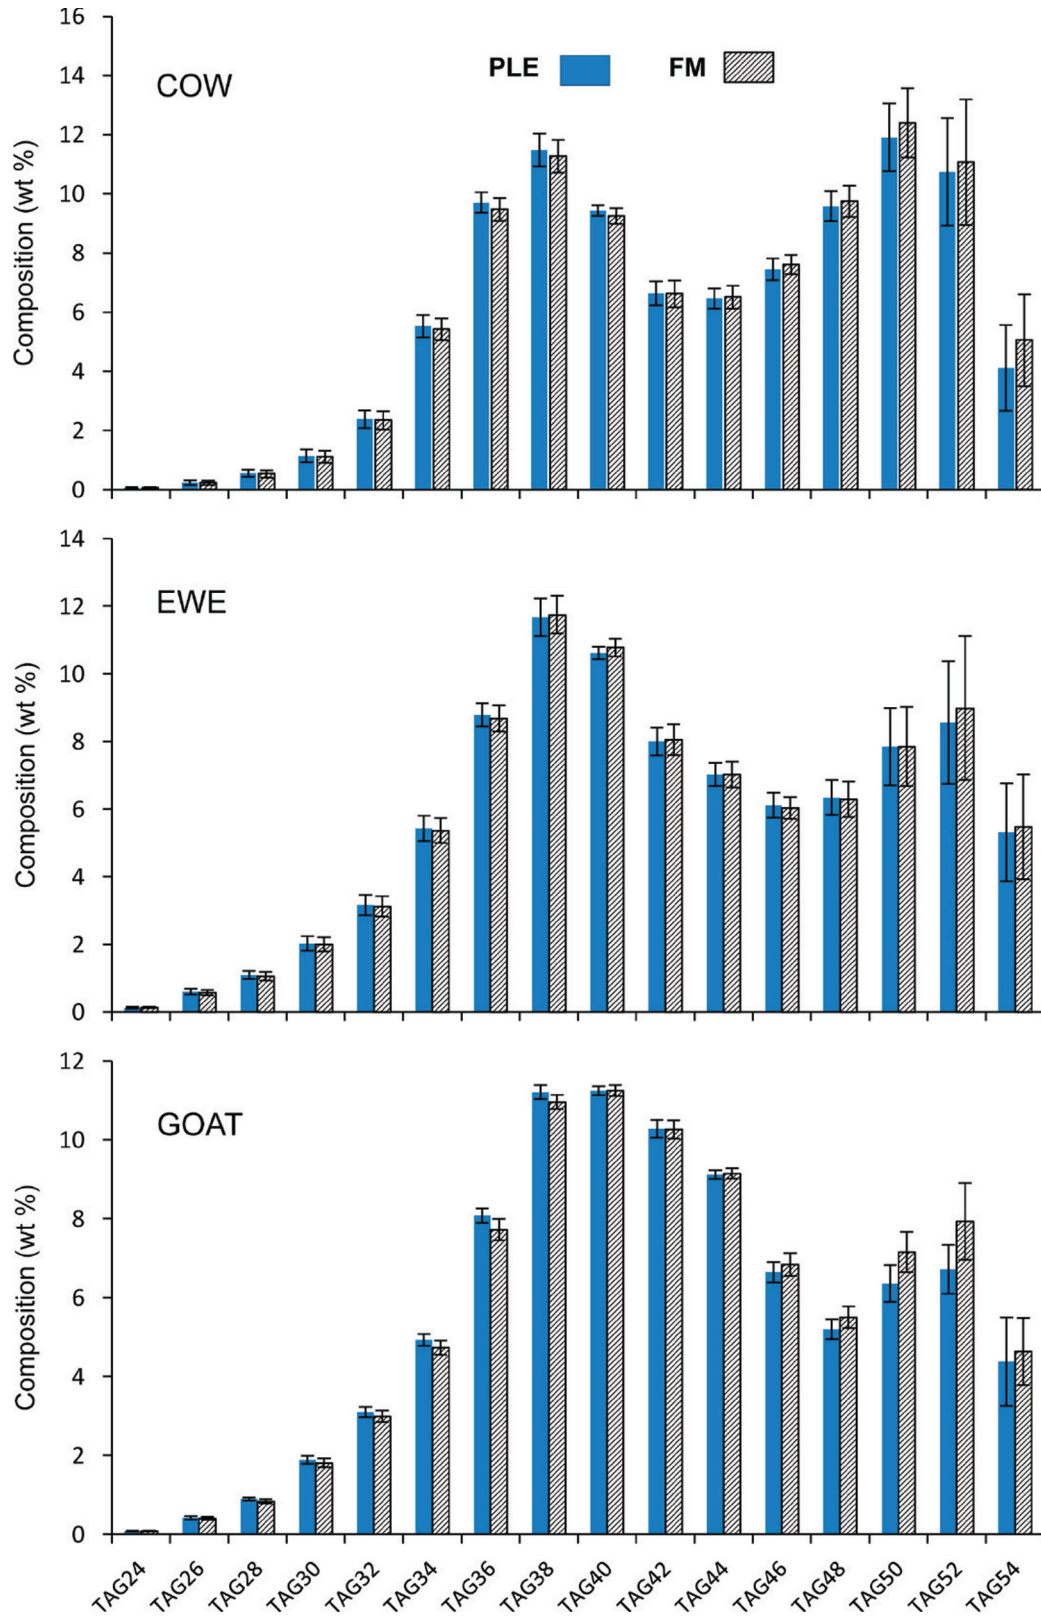 16
14
12
10
8
6
4
2
0
Composition (wt %)
COW
PLE
FM
14
12
10
8
6
4
2
0
Composition (wt %)
EWE
12
10
8
6
4
2
0
Composition (wt %)
GOAT
TAG24
TAG26
TAG28
TAG30
TAG32
TAG34
TAG36
TAG38
TAG40
TAG42
TAG44
TAG46
TAG48
TAG50
TAG52
TAG54